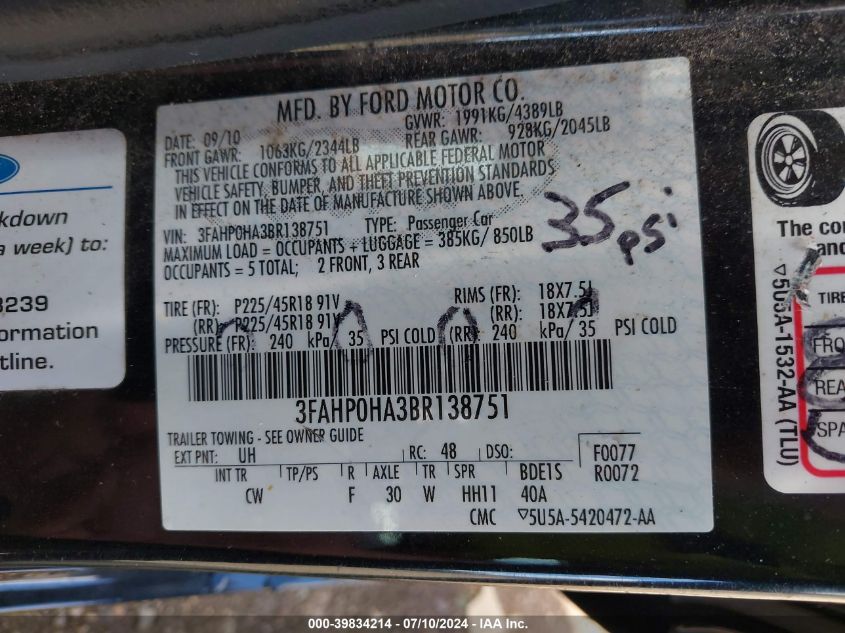 MFD. BY FORD MOTOR CO.
DATE: 09/10 GVWR: 1991KG/4389LB
FRONT GAWR: 1063KG/2344LB REAR GAWR: 928KG/2045LB
THIS VEHICLE CONFORMS TO ALL APPLICABLE FEDERAL MOTOR
VEHICLE SAFETY, BUMPER, AND THEFT PREVENTION STANDARDS
IN EFFECT ON THE DATE OF MANUFACTURE SHOWN ABOVE.
VIN: 3FAHP0HA3BR138751 TYPE: Passenger Car
MAXIMUM LOAD = OCCUPANTS + LUGGAGE = 385KG/ 850LB
OCCUPANTS = 5 TOTAL; 2 FRONT, 3 REAR
35 psi
TIRE (FR): P225/45R18 91V RIMS (FR): 18X7.5J
(RR): P225/45R18 91V (RR): 18X7.5J
PRESSURE (FR): 240 kPa/ 35 PSI COLD (RR): 240 kPa/ 35 PSI COLD
3FAHP0HA3BR138751
TRAILER TOWING - SEE OWNER GUIDE
EXT PNT: UH RC: 48 DSO: F0077
R0072
INT TR TP/PS R AXLE TR SPR BDE1S
CW F 30 W HH11 40A
CMC ▽5U5A-5420472-AA
kdown
a week) to:
3239
formation
tline.
The co
and
TIRE
FRO
REA
SPA
▽5U5A-1532-AA (TLU)
000-39834214 - 07/10/2024 - IAA Inc.